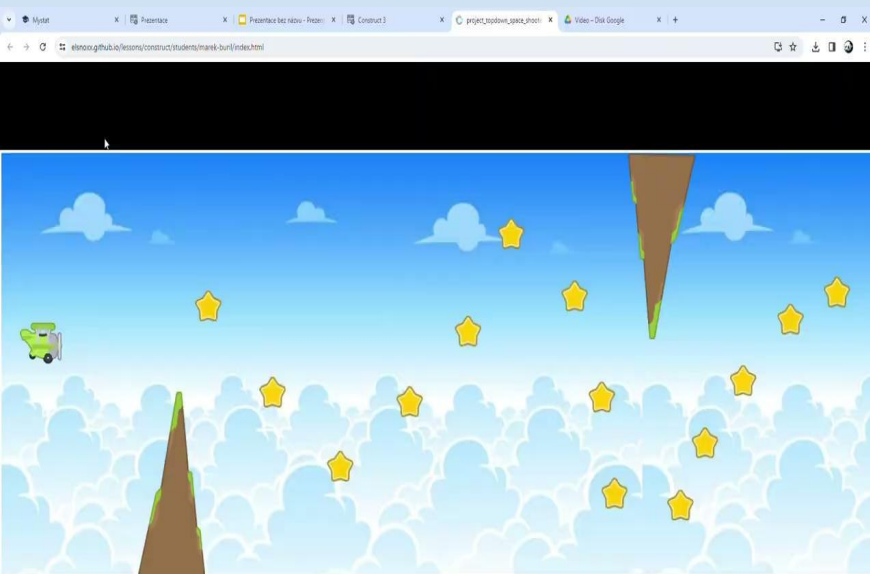 Mystat
Prezentace
Prezentace bez názvu - Prezen
Construct 3
project_topdown_space_shoot
Video – Disk Google
elsnoxx.github.io/lessons/construct/students/marek-buril/index.html